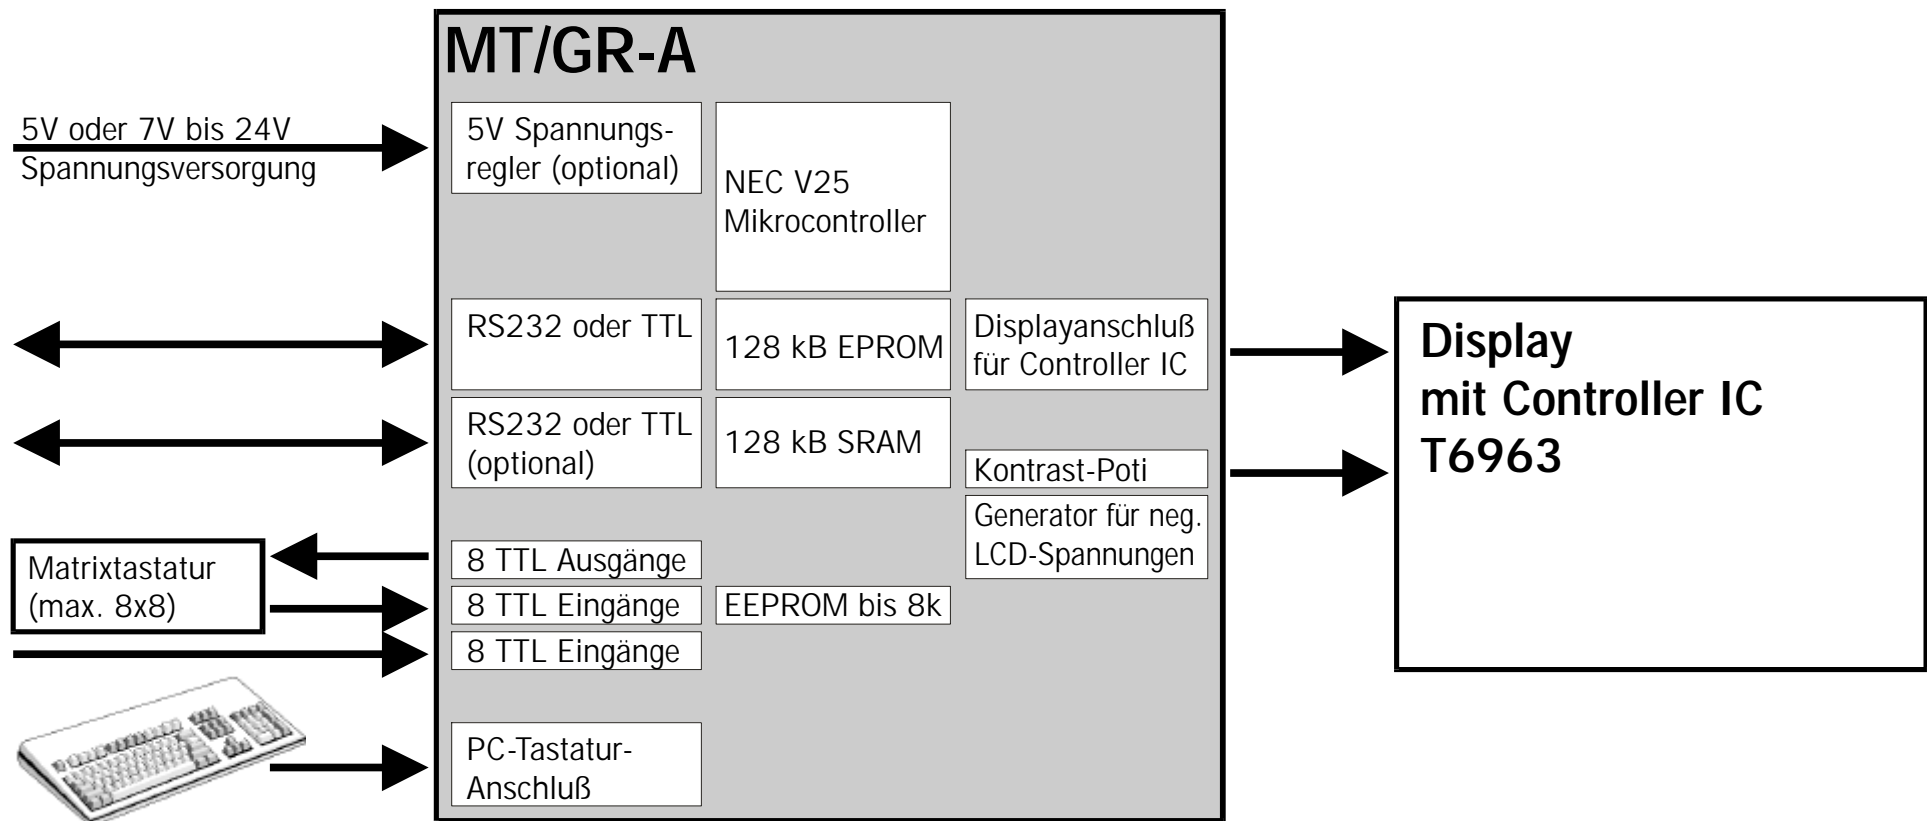 MT/GR-A
5V oder 7V bis 24V
Spannungsversorgung
5V Spannungs-
regler (optional)
NEC V25
Mikrocontroller
RS232 oder TTL
128 kB EPROM
Displayanschluß
für Controller IC
RS232 oder TTL
(optional)
128 kB SRAM
Kontrast-Poti
Generator für neg.
LCD-Spannungen
Display
mit Controller IC
T6963
Matrixtastatur
(max. 8x8)
8 TTL Ausgänge
8 TTL Eingänge
EEPROM bis 8k
8 TTL Eingänge
PC-Tastatur-
Anschluß